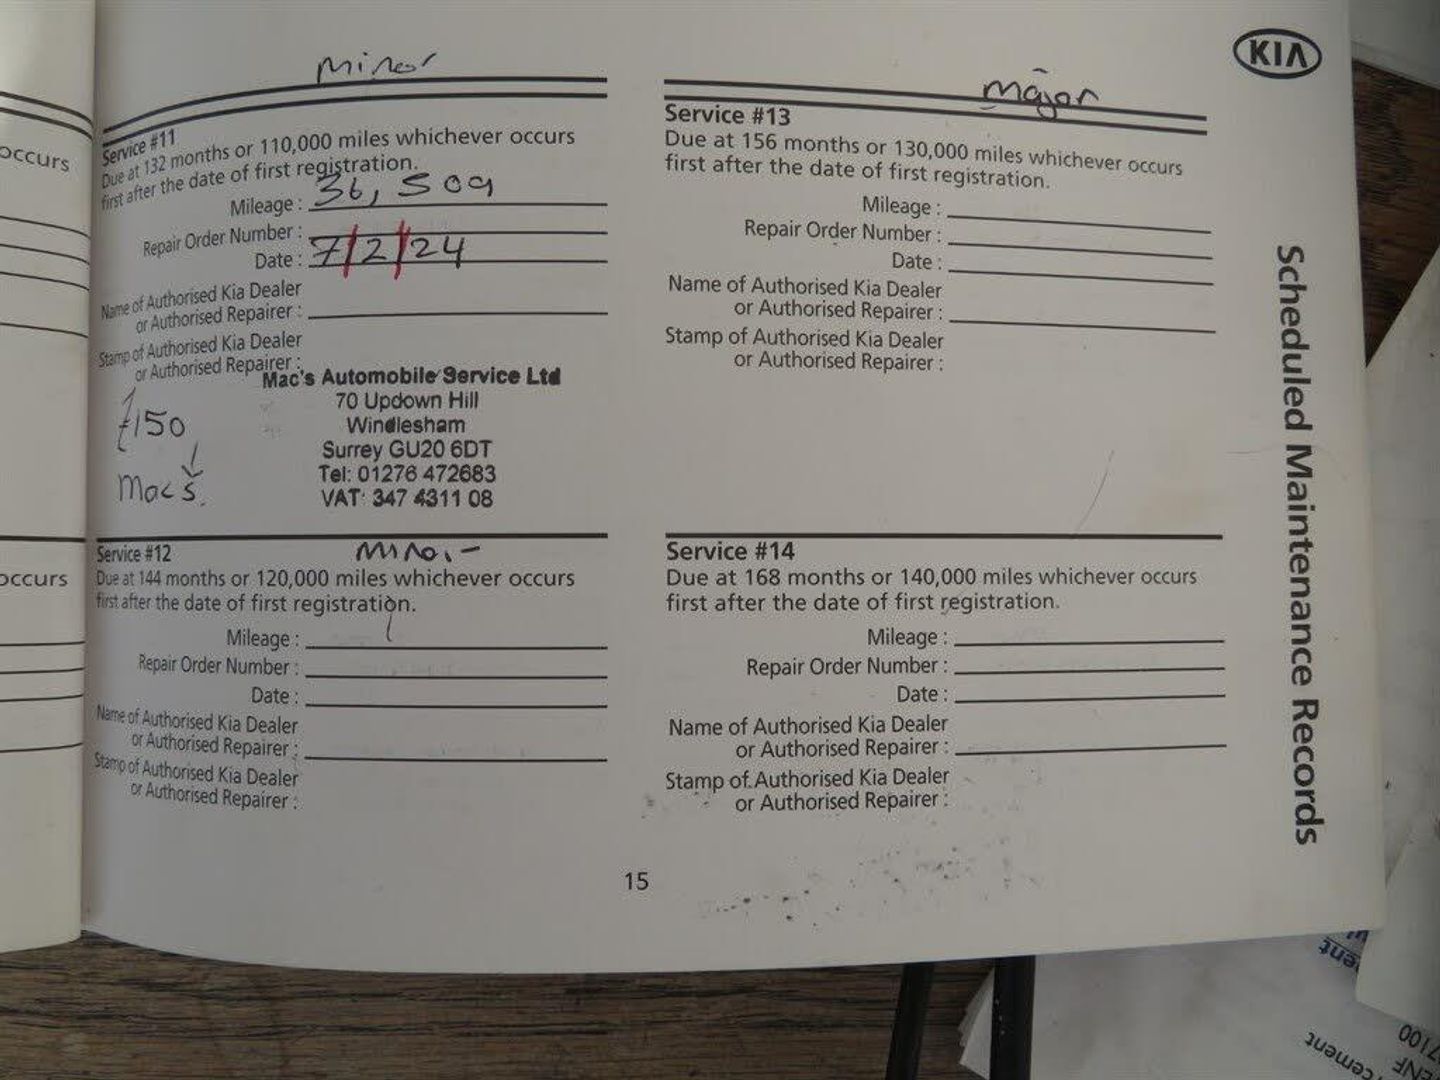 occurs
occurs
Minor
Service #11
Due at 132 months or 110,000 miles whichever occurs
first after the date of first registration.
Mileage : 36,509
Repair Order Number :
Date : 7/2/24
Name of Authorised Kia Dealer
or Authorised Repairer :
Stamp of Authorised Kia Dealer
or Authorised Repairer :
Mac's Automobile Service Ltd
70 Updown Hill
Windlesham
Surrey GU20 6DT
Tel: 01276 472683
VAT: 347 4311 08
£150
Macs.
Service #12
Minor
Due at 144 months or 120,000 miles whichever occurs
first after the date of first registration.
Mileage :
Repair Order Number :
Date :
Name of Authorised Kia Dealer
or Authorised Repairer :
Stamp of Authorised Kia Dealer
or Authorised Repairer :
Major
Service #13
Due at 156 months or 130,000 miles whichever occurs
first after the date of first registration.
Mileage :
Repair Order Number :
Date :
Name of Authorised Kia Dealer
or Authorised Repairer :
Stamp of Authorised Kia Dealer
or Authorised Repairer :
Service #14
Due at 168 months or 140,000 miles whichever occurs
first after the date of first registration.
Mileage :
Repair Order Number :
Date :
Name of Authorised Kia Dealer
or Authorised Repairer :
Stamp of Authorised Kia Dealer
or Authorised Repairer :
KIA
Scheduled Maintenance Records
15